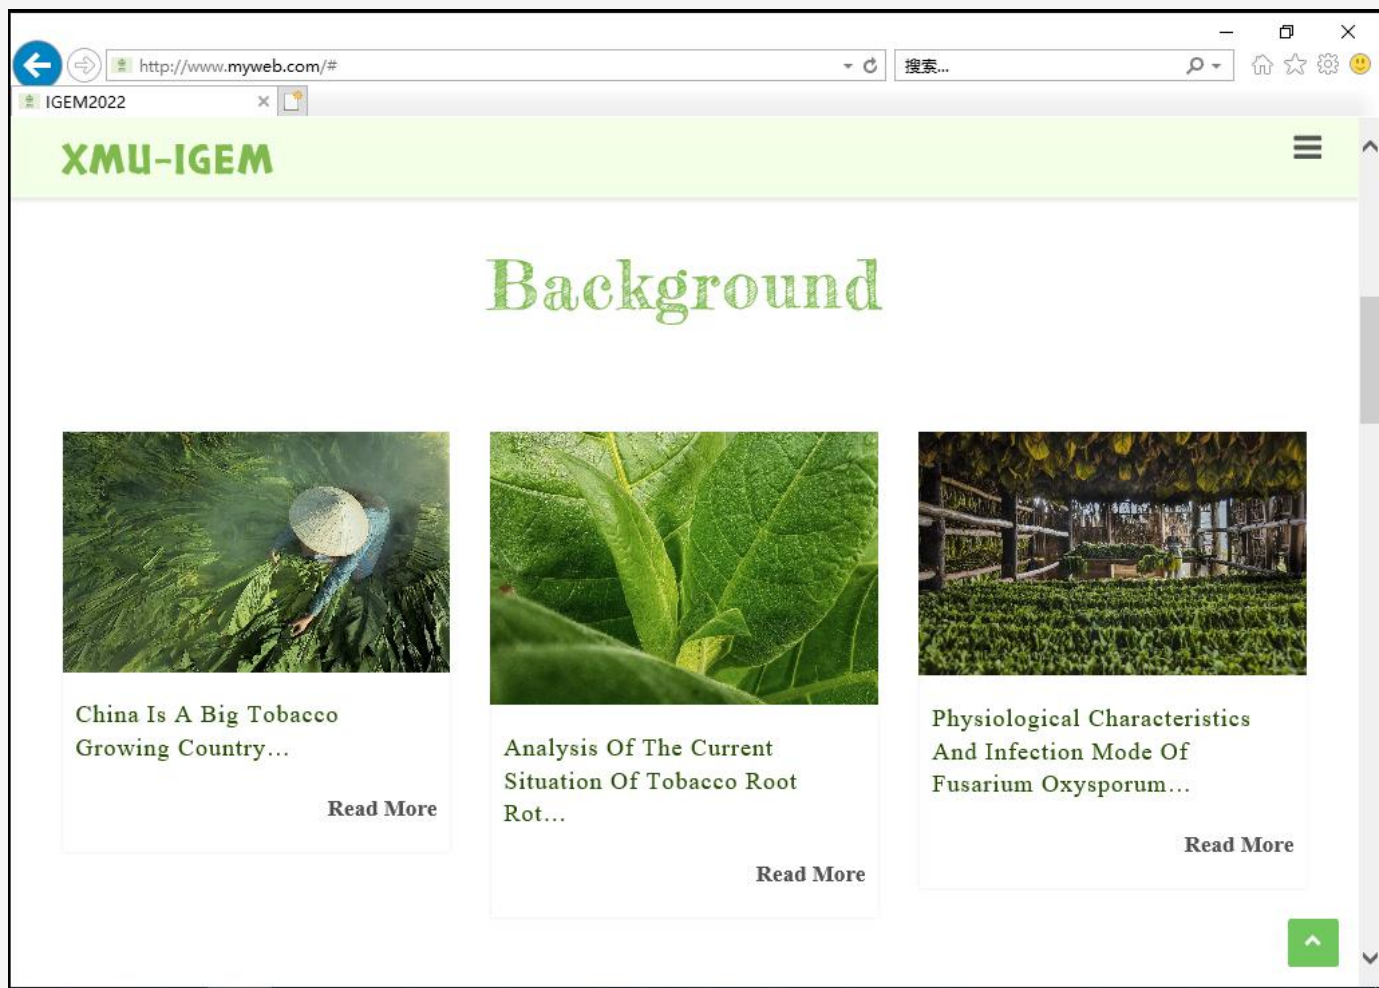 http://www.myweb.com/#
搜索...
IGEM2022
XMU-IGEM
Background
China Is A Big Tobacco
Growing Country...
Read More
Analysis Of The Current
Situation Of Tobacco Root
Rot...
Read More
Physiological Characteristics
And Infection Mode Of
Fusarium Oxysporum...
Read More